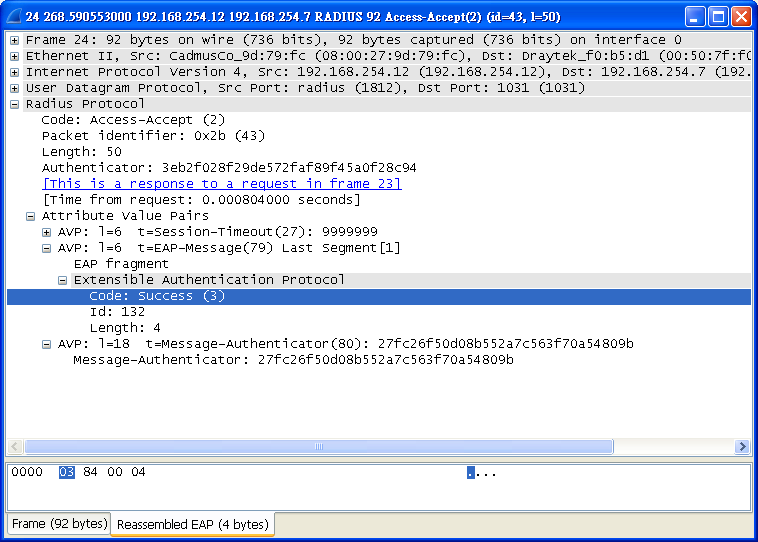 24 268.590553000 192.168.254.12 192.168.254.7 RADIUS 92 Access-Accept(2) (id=43, l=50)
Frame 24: 92 bytes on wire (736 bits), 92 bytes captured (736 bits) on interface 0
Ethernet II, Src: CadmusCo_9d:79:fc (08:00:27:9d:79:fc), Dst: Draytek_f0:b5:d1 (00:50:7f:f0
Internet Protocol Version 4, Src: 192.168.254.12 (192.168.254.12), Dst: 192.168.254.7 (192.
User Datagram Protocol, Src Port: radius (1812), Dst Port: 1031 (1031)
Radius Protocol
Code: Access-Accept (2)
Packet identifier: 0x2b (43)
Length: 50
Authenticator: 3eb2f028f29de572faf89f45a0f28c94
[This is a response to a request in frame 23]
[Time from request: 0.000804000 seconds]
Attribute Value Pairs
AVP: l=6  t=Session-Timeout(27): 9999999
AVP: l=6  t=EAP-Message(79) Last Segment[1]
EAP fragment
Extensible Authentication Protocol
Code: Success (3)
Id: 132
Length: 4
AVP: l=18  t=Message-Authenticator(80): 27fc26f50d08b552a7c563f70a54809b
Message-Authenticator: 27fc26f50d08b552a7c563f70a54809b
0000  03 84 00 04  ....
Frame (92 bytes) Reassembled EAP (4 bytes)